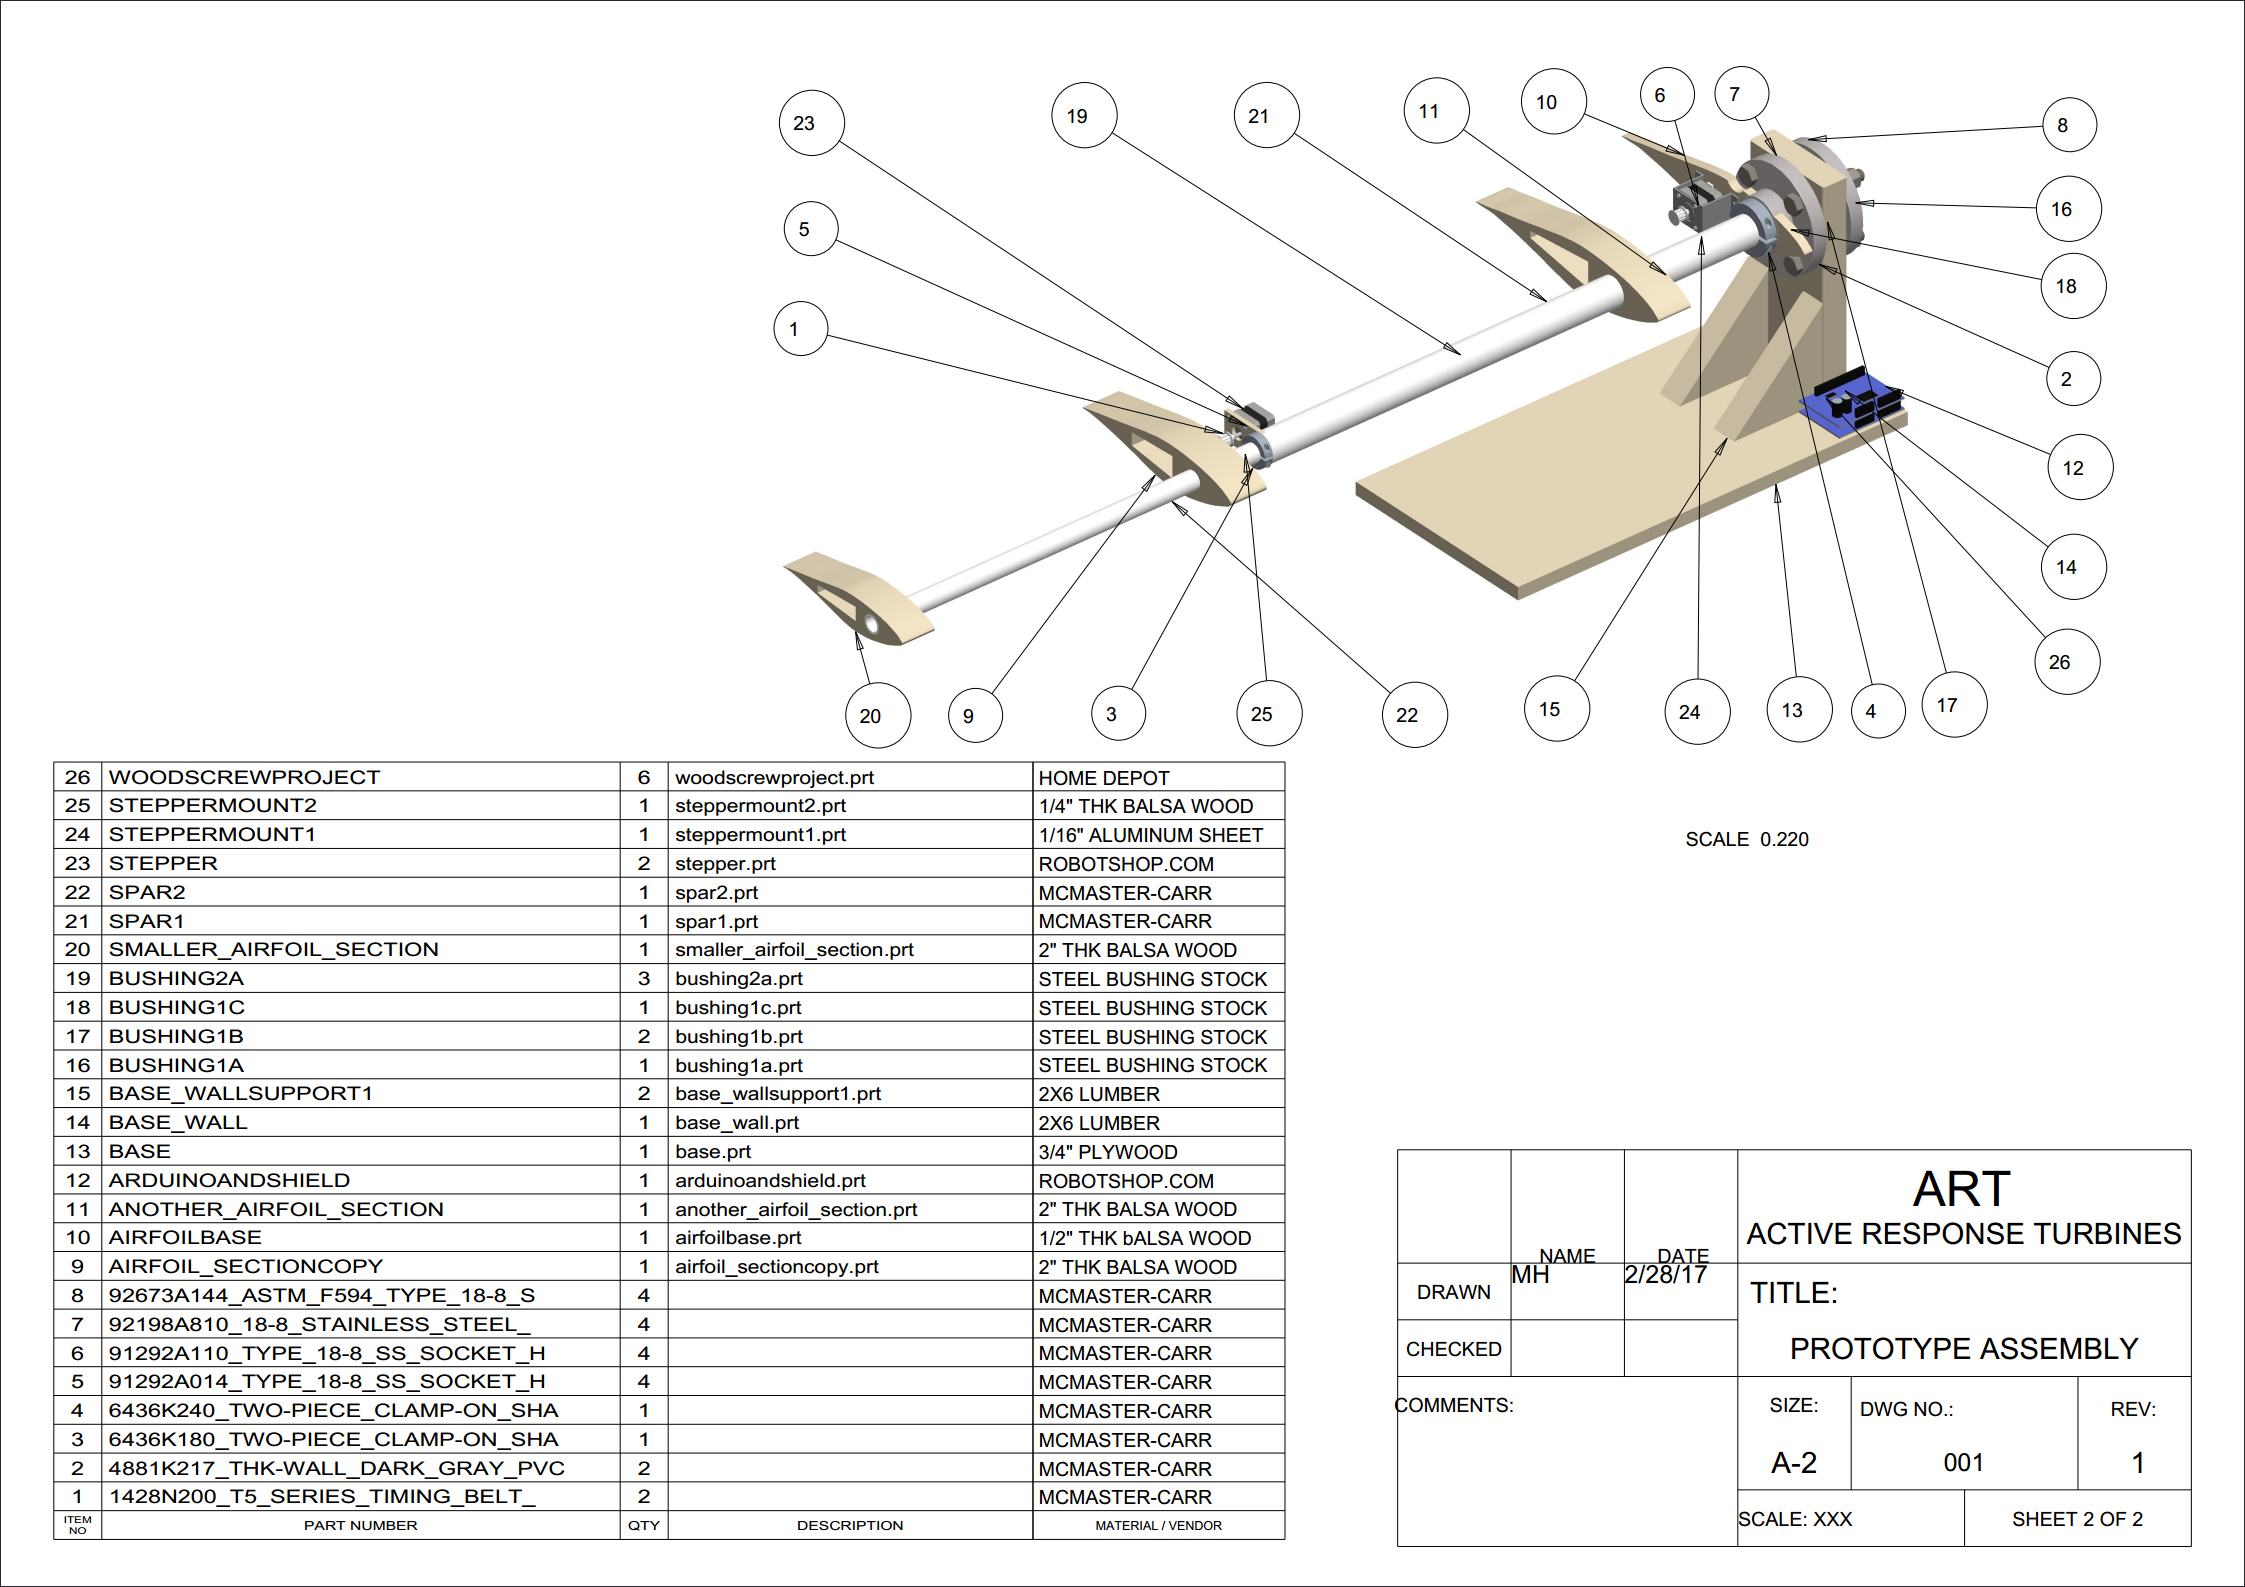 6 7
10
8
11
19 21
23
16
5
18
1
2
12
14
26
17
15 13 4
24
20 9 3 25 22
26 WOODSCREWPROJECT 6 woodscrewproject.prt HOME DEPOT
25 STEPPERMOUNT2 1 steppermount2.prt 1/4" THK BALSA WOOD
24 STEPPERMOUNT1 1 steppermount1.prt 1/16" ALUMINUM SHEET
23 STEPPER 2 stepper.prt ROBOTSHOP.COM
22 SPAR2 1 spar2.prt MCMASTER-CARR
21 SPAR1 1 spar1.prt MCMASTER-CARR
20 SMALLER_AIRFOIL_SECTION 1 smaller_airfoil_section.prt 2" THK BALSA WOOD
19 BUSHING2A 3 bushing2a.prt STEEL BUSHING STOCK
18 BUSHING1C 1 bushing1c.prt STEEL BUSHING STOCK
17 BUSHING1B 2 bushing1b.prt STEEL BUSHING STOCK
16 BUSHING1A 1 bushing1a.prt STEEL BUSHING STOCK
15 BASE_WALLSUPPORT1 2 base_wallsupport1.prt 2X6 LUMBER
14 BASE_WALL 1 base_wall.prt 2X6 LUMBER
13 BASE 1 base.prt 3/4" PLYWOOD
12 ARDUINOANDSHIELD 1 arduinoandshield.prt ROBOTSHOP.COM
11 ANOTHER_AIRFOIL_SECTION 1 another_airfoil_section.prt 2" THK BALSA WOOD
10 AIRFOILBASE 1 airfoilbase.prt 1/2" THK bALSA WOOD
9 AIRFOIL_SECTIONCOPY 1 airfoil_sectioncopy.prt 2" THK BALSA WOOD
8 92673A144_ASTM_F594_TYPE_18-8_S 4 MCMASTER-CARR
7 92198A810_18-8_STAINLESS_STEEL_ 4 MCMASTER-CARR
6 91292A110_TYPE_18-8_SS_SOCKET_H 4 MCMASTER-CARR
5 91292A014_TYPE_18-8_SS_SOCKET_H 4 MCMASTER-CARR
4 6436K240_TWO-PIECE_CLAMP-ON_SHA 1 MCMASTER-CARR
3 6436K180_TWO-PIECE_CLAMP-ON_SHA 1 MCMASTER-CARR
2 4881K217_THK-WALL_DARK_GRAY_PVC 2 MCMASTER-CARR
1 1428N200_T5_SERIES_TIMING_BELT_ 2 MCMASTER-CARR
ITEM NO PART NUMBER QTY DESCRIPTION MATERIAL / VENDOR
SCALE 0.220
ART
ACTIVE RESPONSE TURBINES
NAME DATE
DRAWN MH 2/28/17
TITLE:
CHECKED
PROTOTYPE ASSEMBLY
COMMENTS:
SIZE: DWG NO.: REV:
A-2 001 1
SCALE: XXX SHEET 2 OF 2